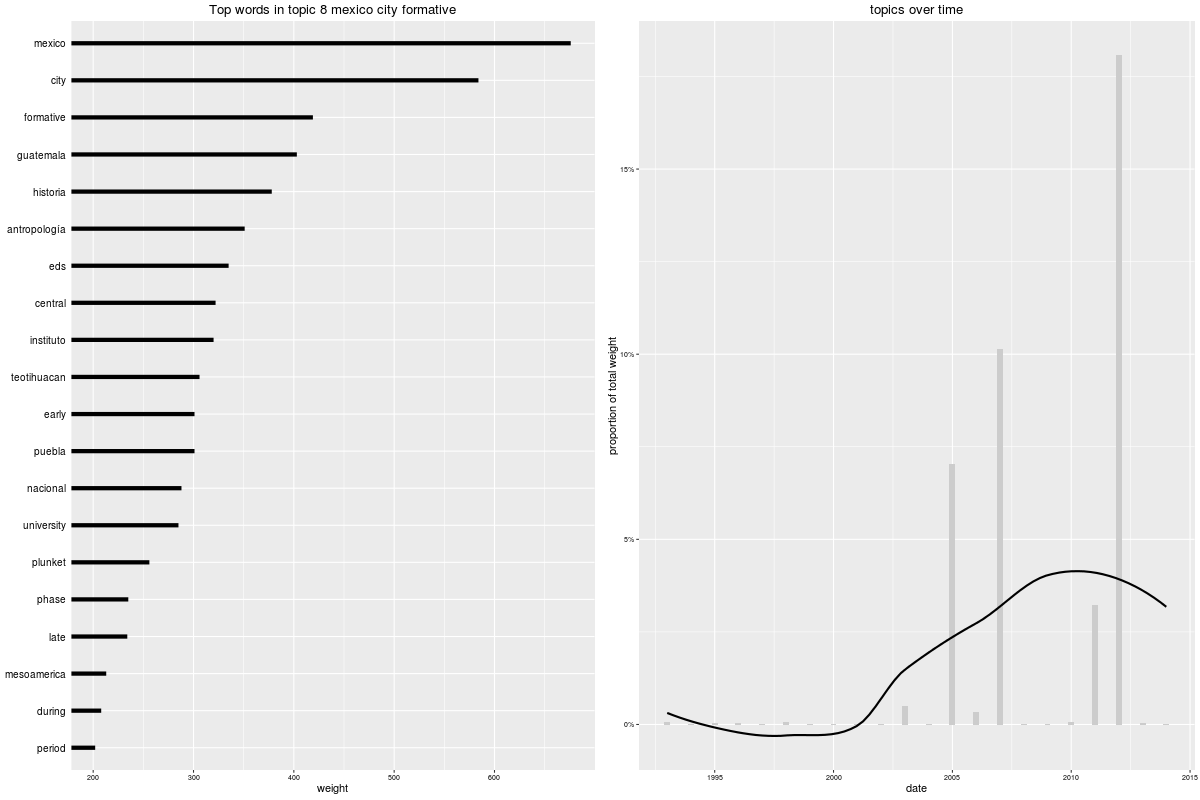 Top words in topic 8 mexico city formative
mexico
city
formative
guatemala
historia
antropología
eds
central
instituto
teotihuacan
early
puebla
nacional
university
plunket
phase
late
mesoamerica
during
period
200 300 400 500 600
weight
topics over time
proportion of total weight
15%
10%
5%
0%
1995 2000 2005 2010 2015
date